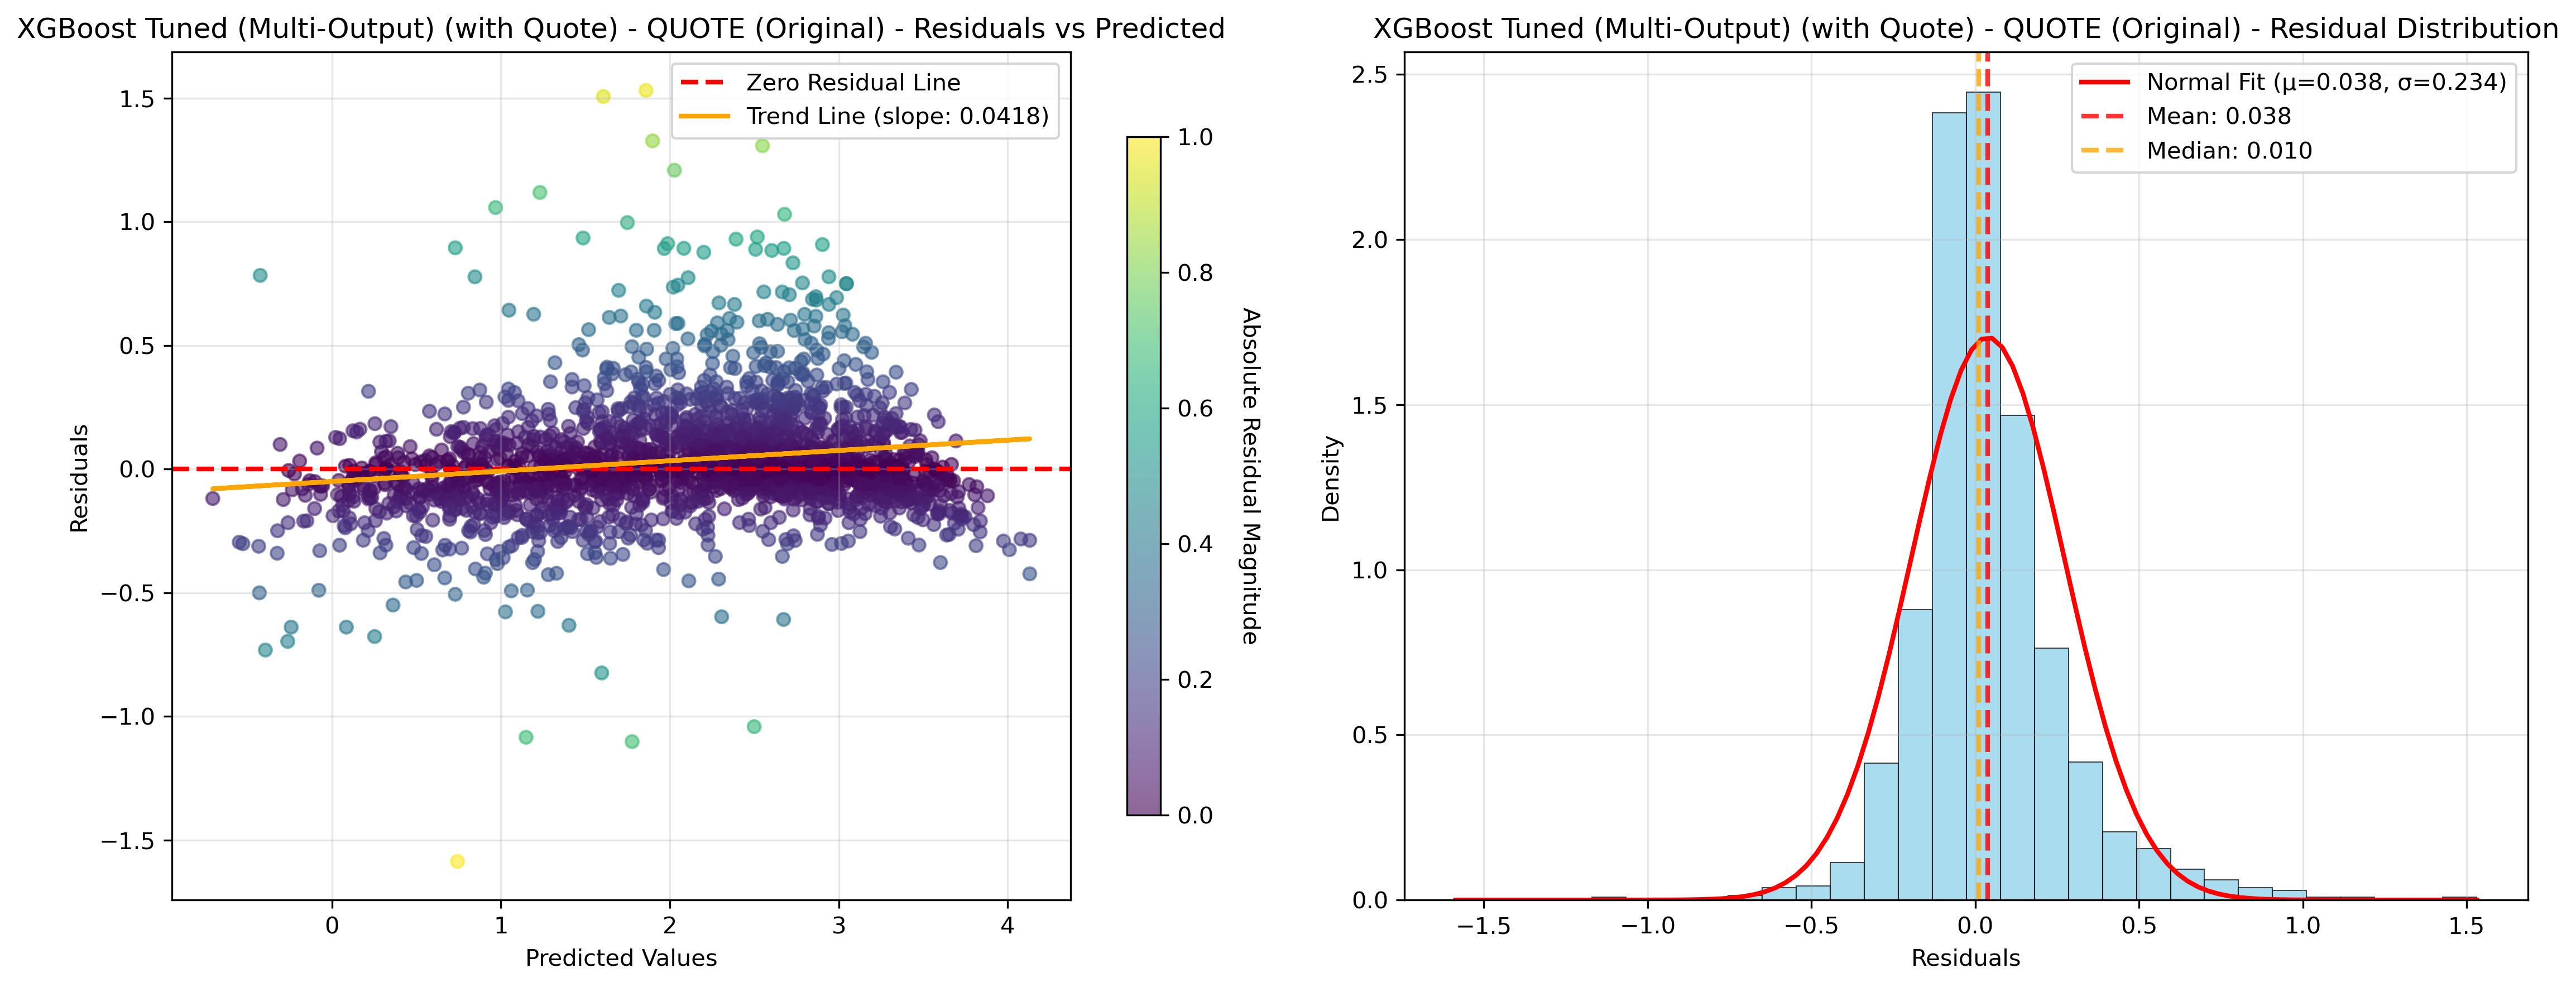 XGBoost Tuned (Multi-Output) (with Quote) - QUOTE (Original) - Residuals vs Predicted
Zero Residual Line
Trend Line (slope: 0.0418)
1.5
1.0
0.5
0.0
−0.5
−1.0
−1.5
Residuals
0
1
2
3
4
Predicted Values
1.0
0.8
0.6
0.4
0.2
0.0
Absolute Residual Magnitude
XGBoost Tuned (Multi-Output) (with Quote) - QUOTE (Original) - Residual Distribution
Normal Fit (μ=0.038, σ=0.234)
Mean: 0.038
Median: 0.010
2.5
2.0
1.5
1.0
0.5
0.0
Density
−1.5
−1.0
−0.5
0.0
0.5
1.0
1.5
Residuals